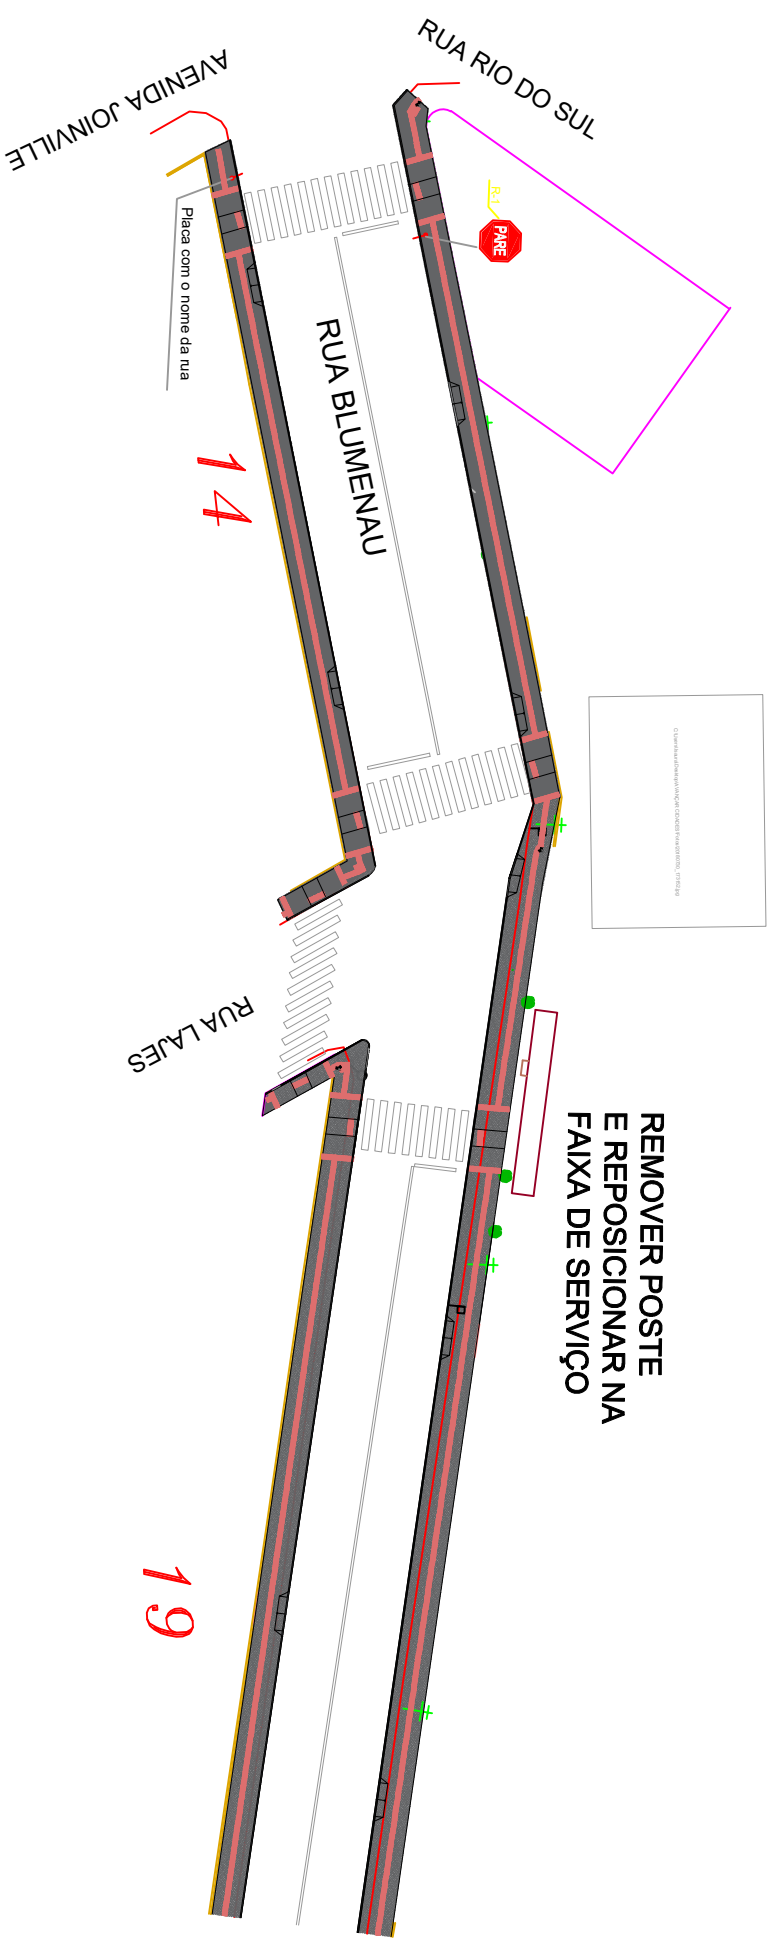 RUA RIO DO SUL
AVENIDA JOINVILLE
R-1
PARE
Placa com o nome da rua
RUA BLUMENAU
14
RUA LAJES
REMOVER POSTE
E REPOSICIONAR NA
FAIXA DE SERVIÇO
19